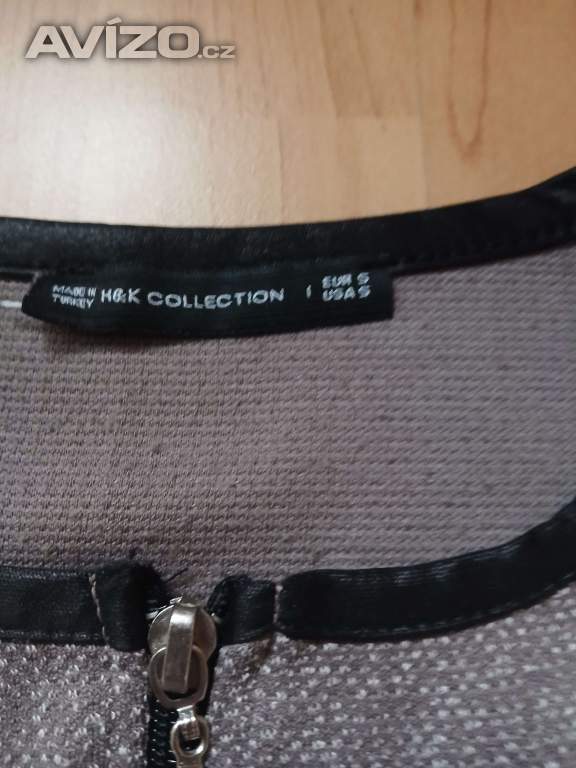 AVÍZO.cz
MADE IN
TURKEY
H&K COLLECTION
EUR S
USA S